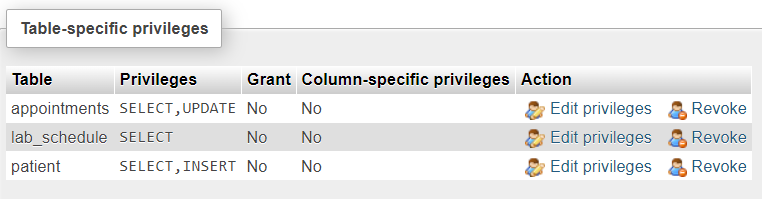 Table-specific privileges
Table Privileges Grant Column-specific privileges Action
appointments SELECT,UPDATE No No Edit privileges Revoke
lab_schedule SELECT No No Edit privileges Revoke
patient SELECT,INSERT No No Edit privileges Revoke